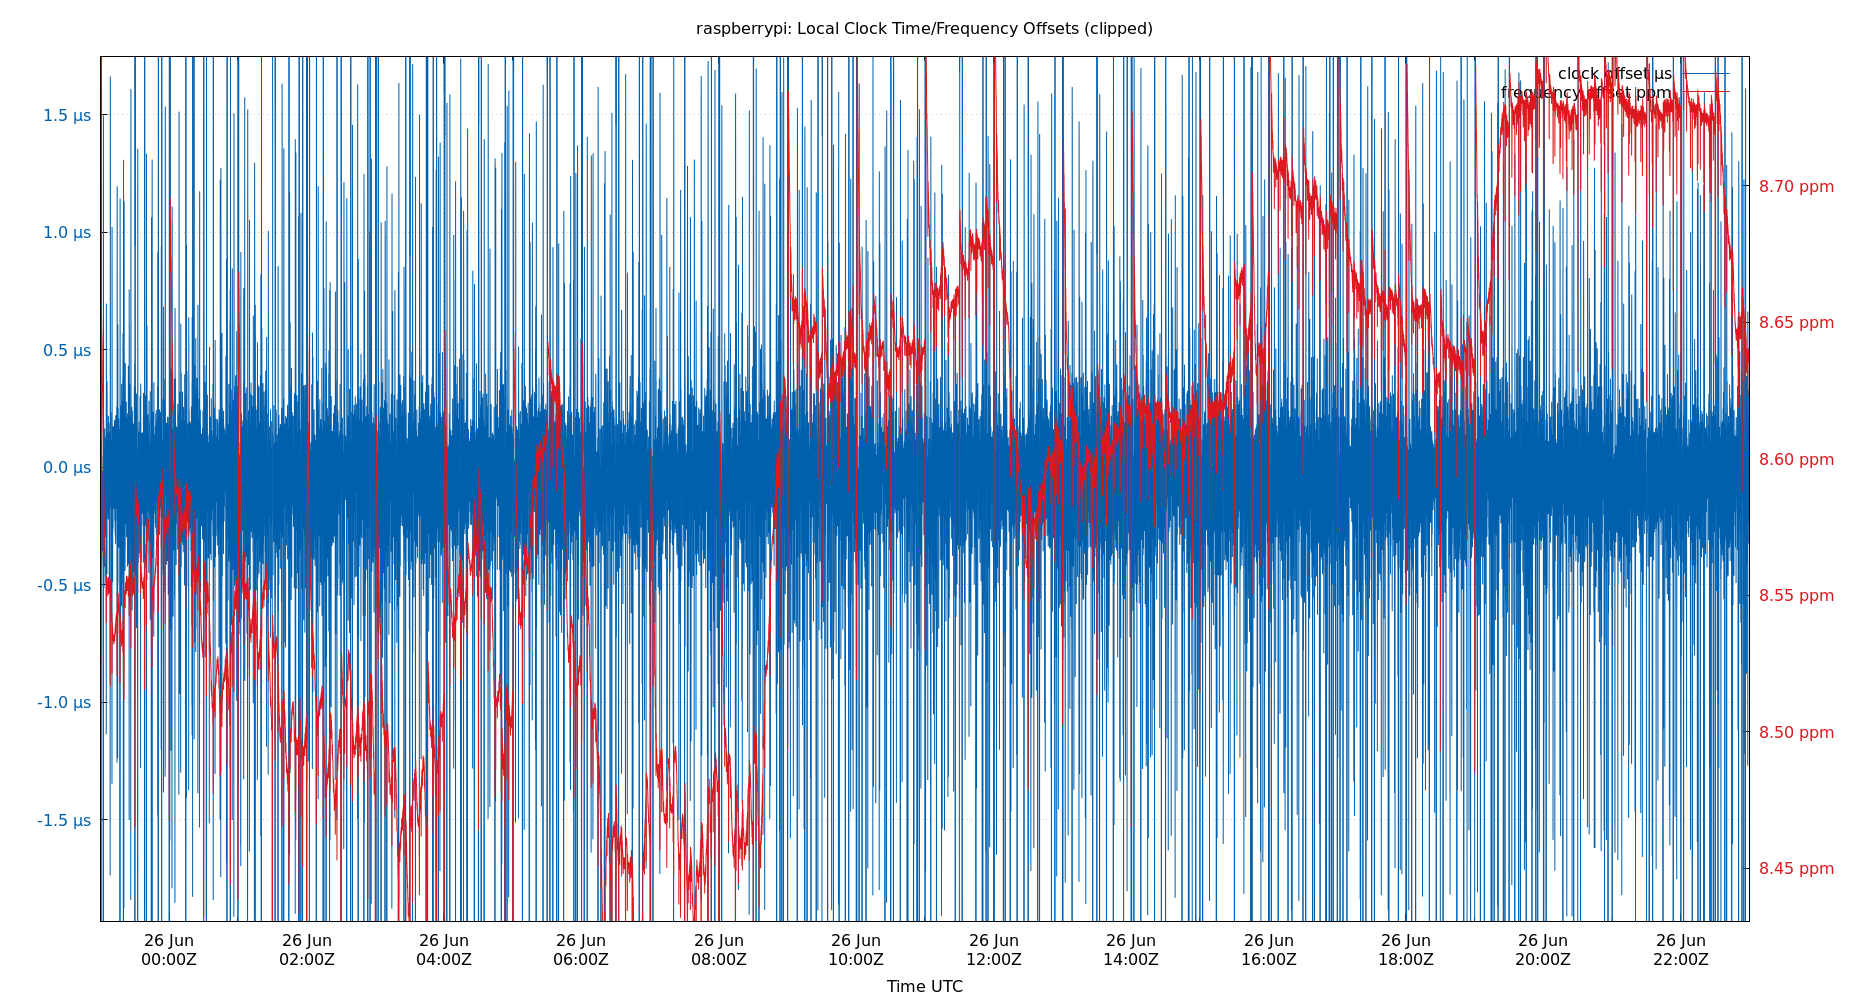 raspberrypi: Local Clock Time/Frequency Offsets (clipped)
clock offset µs
frequency offset ppm
1.5 µs
1.0 µs
0.5 µs
0.0 µs
-0.5 µs
-1.0 µs
-1.5 µs
8.70 ppm
8.65 ppm
8.60 ppm
8.55 ppm
8.50 ppm
8.45 ppm
26 Jun 26 Jun 26 Jun 26 Jun 26 Jun 26 Jun 26 Jun 26 Jun 26 Jun 26 Jun 26 Jun 26 Jun
00:00Z 02:00Z 04:00Z 06:00Z 08:00Z 10:00Z 12:00Z 14:00Z 16:00Z 18:00Z 20:00Z 22:00Z
Time UTC